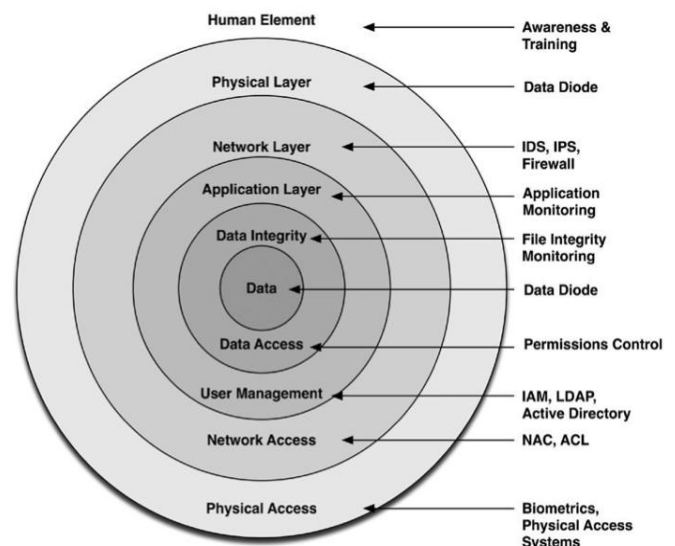 Human Element
Awareness &
Training
Physical Layer
Data Diode
Network Layer
IDS, IPS,
Firewall
Application Layer
Application
Monitoring
Data Integrity
File Integrity
Monitoring
Data
Data Diode
Data Access
Permissions Control
User Management
IAM, LDAP,
Active Directory
Network Access
NAC, ACL
Physical Access
Biometrics,
Physical Access
Systems